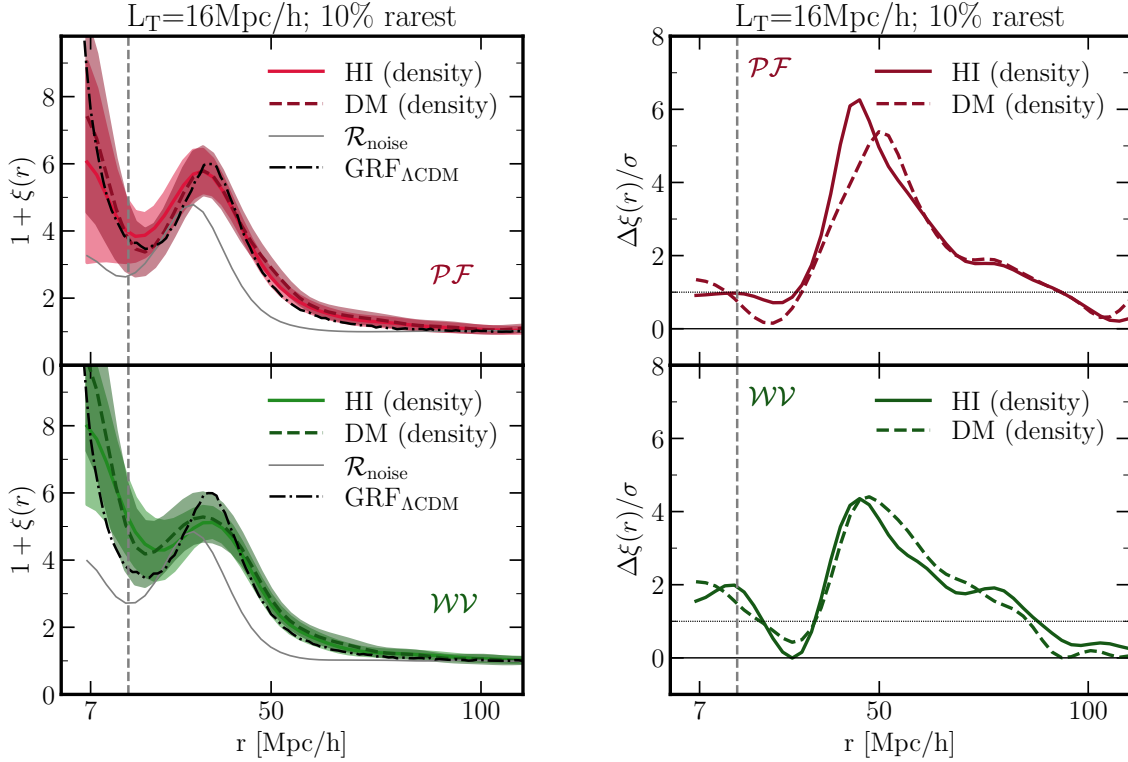 L_T=16Mpc/h; 10% rarest
8
6
4
2
0
1 + ξ(r)
HI (density)
DM (density)
ℛ_noise
GRF_ΛCDM
𝒫ℱ
8
6
4
2
0
1 + ξ(r)
HI (density)
DM (density)
ℛ_noise
GRF_ΛCDM
𝒲𝒱
7 50 100
r [Mpc/h]
L_T=16Mpc/h; 10% rarest
8
6
4
2
0
Δξ(r)/σ
𝒫ℱ
HI (density)
DM (density)
8
6
4
2
0
Δξ(r)/σ
𝒲𝒱
HI (density)
DM (density)
7 50 100
r [Mpc/h]